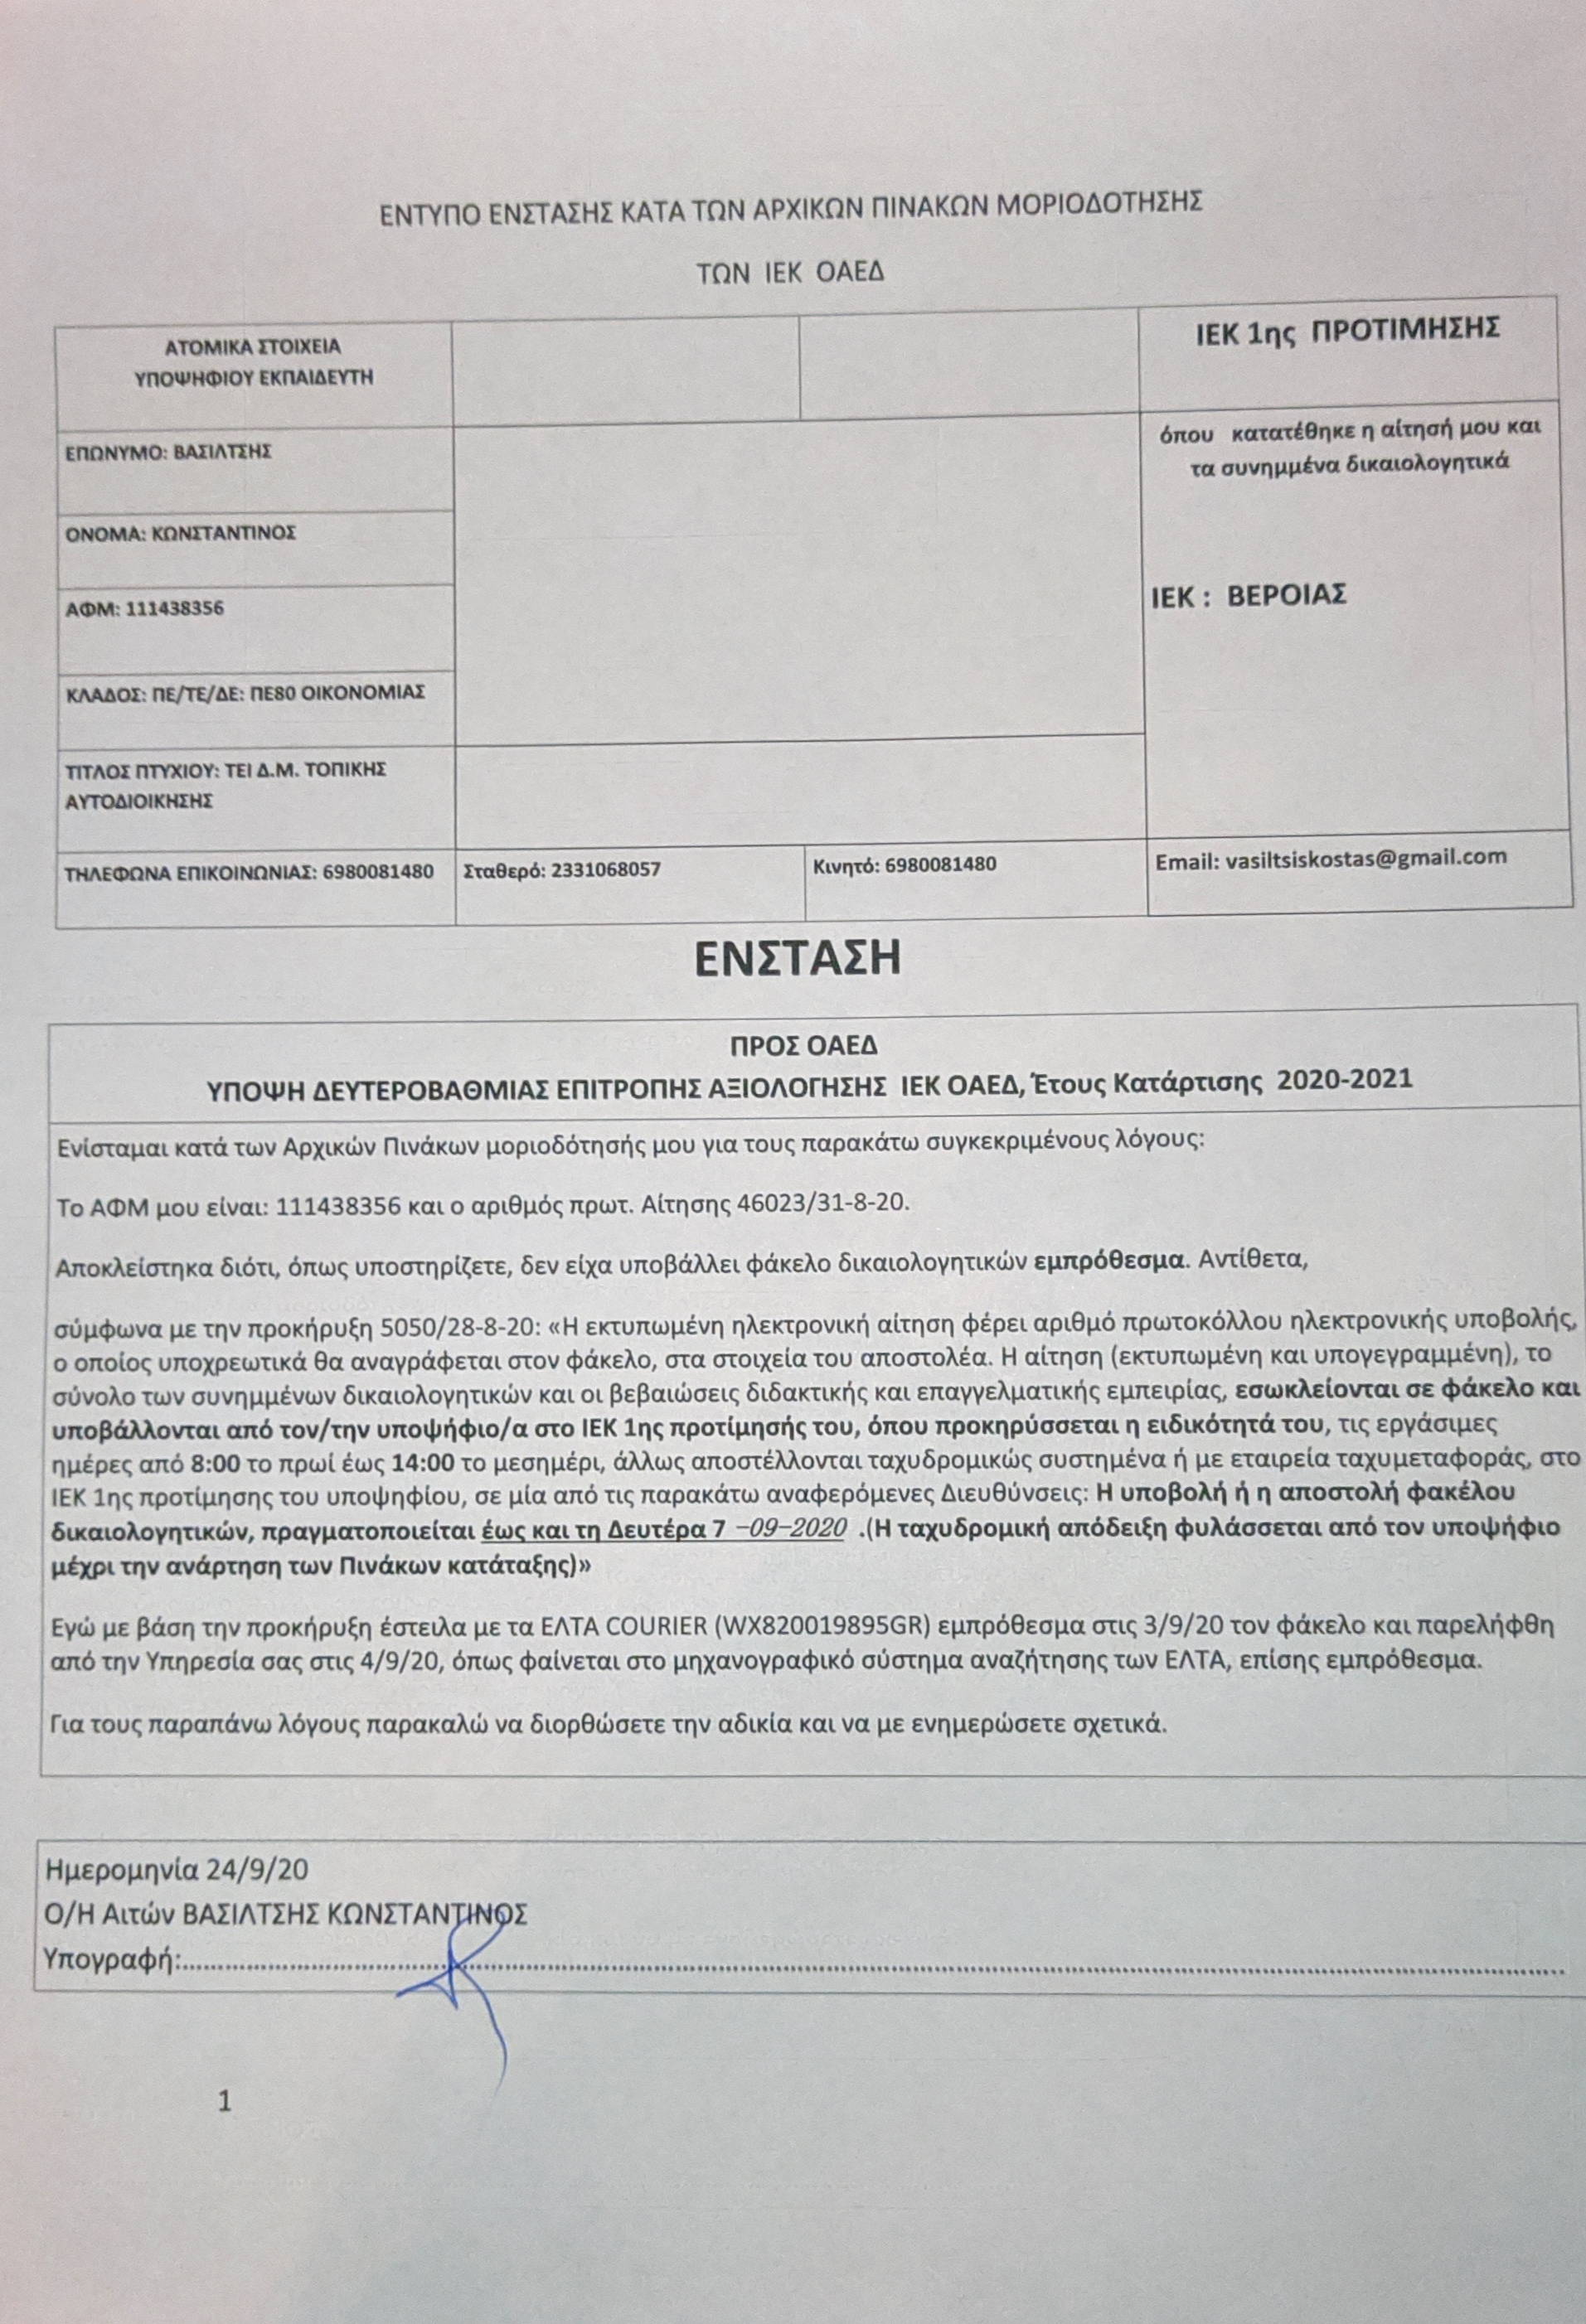 ΕΝΤΥΠΟ ΕΝΣΤΑΣΗΣ ΚΑΤΑ ΤΩΝ ΑΡΧΙΚΩΝ ΠΙΝΑΚΩΝ ΜΟΡΙΟΔΟΤΗΣΗΣ
ΤΩΝ ΙΕΚ ΟΑΕΔ
ΑΤΟΜΙΚΑ ΣΤΟΙΧΕΙΑ
ΥΠΟΨΗΦΙΟΥ ΕΚΠΑΙΔΕΥΤΗ
ΙΕΚ 1ης ΠΡΟΤΙΜΗΣΗΣ
ΕΠΩΝΥΜΟ: ΒΑΣΙΛΤΣΗΣ
όπου κατατέθηκε η αίτησή μου και
τα συνημμένα δικαιολογητικά
ΟΝΟΜΑ: ΚΩΝΣΤΑΝΤΙΝΟΣ
ΑΦΜ: 111438356
ΙΕΚ : ΒΕΡΟΙΑΣ
ΚΛΑΔΟΣ: ΠΕ/ΤΕ/ΔΕ: ΠΕ80 ΟΙΚΟΝΟΜΙΑΣ
ΤΙΤΛΟΣ ΠΤΥΧΙΟΥ: ΤΕΙ Δ.Μ. ΤΟΠΙΚΗΣ
ΑΥΤΟΔΙΟΙΚΗΣΗΣ
ΤΗΛΕΦΩΝΑ ΕΠΙΚΟΙΝΩΝΙΑΣ: 6980081480 Σταθερό: 2331068057 Κινητό: 6980081480 Email: vasiltsiskostas@gmail.com
ΕΝΣΤΑΣΗ
ΠΡΟΣ ΟΑΕΔ
ΥΠΟΨΗ ΔΕΥΤΕΡΟΒΑΘΜΙΑΣ ΕΠΙΤΡΟΠΗΣ ΑΞΙΟΛΟΓΗΣΗΣ ΙΕΚ ΟΑΕΔ, Έτους Κατάρτισης 2020-2021
Ενίσταμαι κατά των Αρχικών Πινάκων μοριοδότησής μου για τους παρακάτω συγκεκριμένους λόγους:
Το ΑΦΜ μου είναι: 111438356 και ο αριθμός πρωτ. Αίτησης 46023/31-8-20.
Αποκλείστηκα διότι, όπως υποστηρίζετε, δεν είχα υποβάλλει φάκελο δικαιολογητικών εμπρόθεσμα. Αντίθετα,
σύμφωνα με την προκήρυξη 5050/28-8-20: «Η εκτυπωμένη ηλεκτρονική αίτηση φέρει αριθμό πρωτοκόλλου ηλεκτρονικής υποβολής,
ο οποίος υποχρεωτικά θα αναγράφεται στον φάκελο, στα στοιχεία του αποστολέα. Η αίτηση (εκτυπωμένη και υπογεγραμμένη), το
σύνολο των συνημμένων δικαιολογητικών και οι βεβαιώσεις διδακτικής και επαγγελματικής εμπειρίας, εσωκλείονται σε φάκελο και
υποβάλλονται από τον/την υποψήφιο/α στο ΙΕΚ 1ης προτίμησής του, όπου προκηρύσσεται η ειδικότητά του, τις εργάσιμες
ημέρες από 8:00 το πρωί έως 14:00 το μεσημέρι, άλλως αποστέλλονται ταχυδρομικώς συστημένα ή με εταιρεία ταχυμεταφοράς, στο
ΙΕΚ 1ης προτίμησης του υποψηφίου, σε μία από τις παρακάτω αναφερόμενες Διευθύνσεις: Η υποβολή ή η αποστολή φακέλου
δικαιολογητικών, πραγματοποιείται έως και τη Δευτέρα 7 –09–2020 .(Η ταχυδρομική απόδειξη φυλάσσεται από τον υποψήφιο
μέχρι την ανάρτηση των Πινάκων κατάταξης)»
Εγώ με βάση την προκήρυξη έστειλα με τα ΕΛΤΑ COURIER (WX820019895GR) εμπρόθεσμα στις 3/9/20 τον φάκελο και παρελήφθη
από την Υπηρεσία σας στις 4/9/20, όπως φαίνεται στο μηχανογραφικό σύστημα αναζήτησης των ΕΛΤΑ, επίσης εμπρόθεσμα.
Για τους παραπάνω λόγους παρακαλώ να διορθώσετε την αδικία και να με ενημερώσετε σχετικά.
Ημερομηνία 24/9/20
Ο/Η Αιτών ΒΑΣΙΛΤΣΗΣ ΚΩΝΣΤΑΝΤΙΝΟΣ
Υπογραφή:........................................................................
1